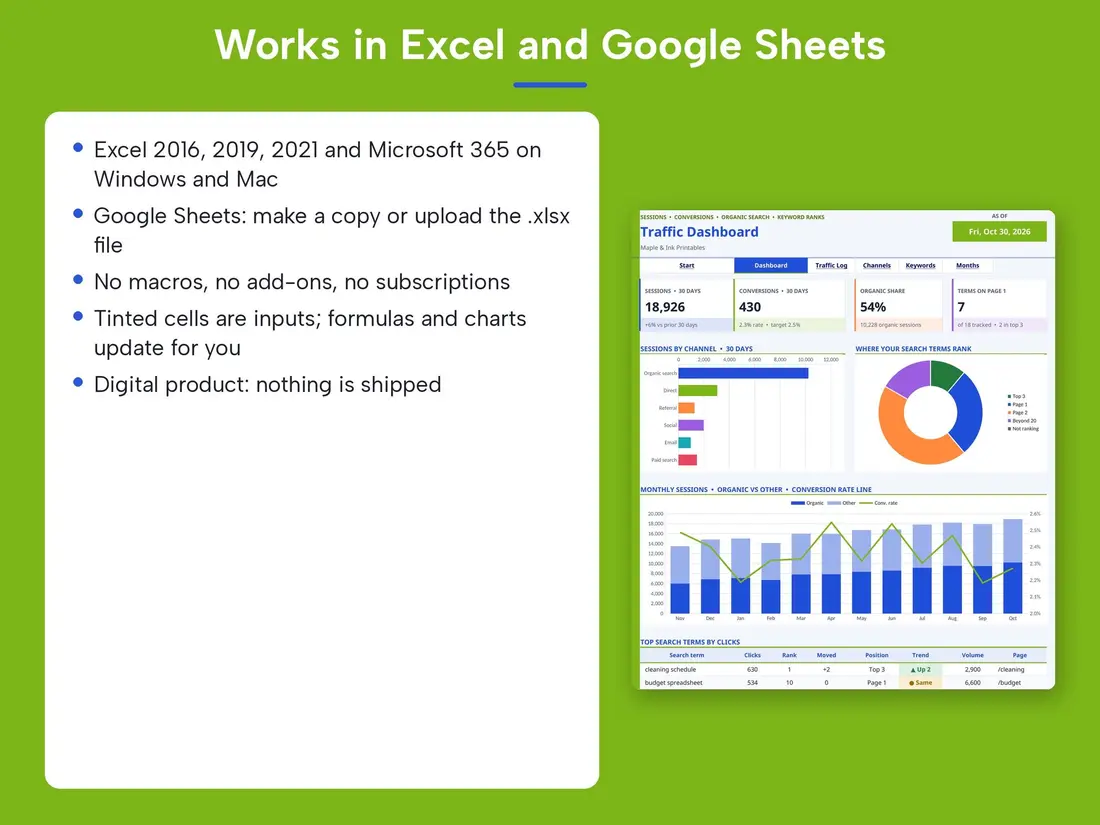 Works in Excel and Google Sheets
Excel 2016, 2019, 2021 and Microsoft 365 on
Windows and Mac
Google Sheets: make a copy or upload the .xlsx
file
No macros, no add-ons, no subscriptions
Tinted cells are inputs; formulas and charts
update for you
Digital product: nothing is shipped
SESSIONS • CONVERSIONS • ORGANIC SEARCH • KEYWORD RANKS
AS OF
Traffic Dashboard
Fri, Oct 30, 2026
Maple & Ink Printables
Start Dashboard Traffic Log Channels Keywords Months
SESSIONS • 30 DAYS CONVERSIONS • 30 DAYS ORGANIC SHARE TERMS ON PAGE 1
18,926 430 54% 7
+6% vs prior 30 days 2.3% rate • target 2.5% 10,228 organic sessions of 18 tracked • 2 in top 3
SESSIONS BY CHANNEL • 30 DAYS
0 2,000 4,000 6,000 8,000 10,000 12,000
Organic search
Direct
Referral
Social
Email
Paid search
WHERE YOUR SEARCH TERMS RANK
Top 3
Page 1
Page 2
Beyond 20
Not ranking
MONTHLY SESSIONS • ORGANIC VS OTHER • CONVERSION RATE LINE
Organic Other Conv. rate
10,000 2.6%
18,000 2.5%
16,000
14,000 2.4%
12,000
10,000 2.3%
8,000
6,000 2.2%
4,000 2.1%
2,000
0 2.0%
Nov Dec Jan Feb Mar Apr May Jun Jul Aug Sep Oct
TOP SEARCH TERMS BY CLICKS
Search term Clicks Rank Moved Position Trend Volume Page
cleaning schedule 630 1 +2 Top 3 ▲ Up 2 2,900 /cleaning
budget spreadsheet 534 10 0 Page 1 ● Same 6,600 /budget